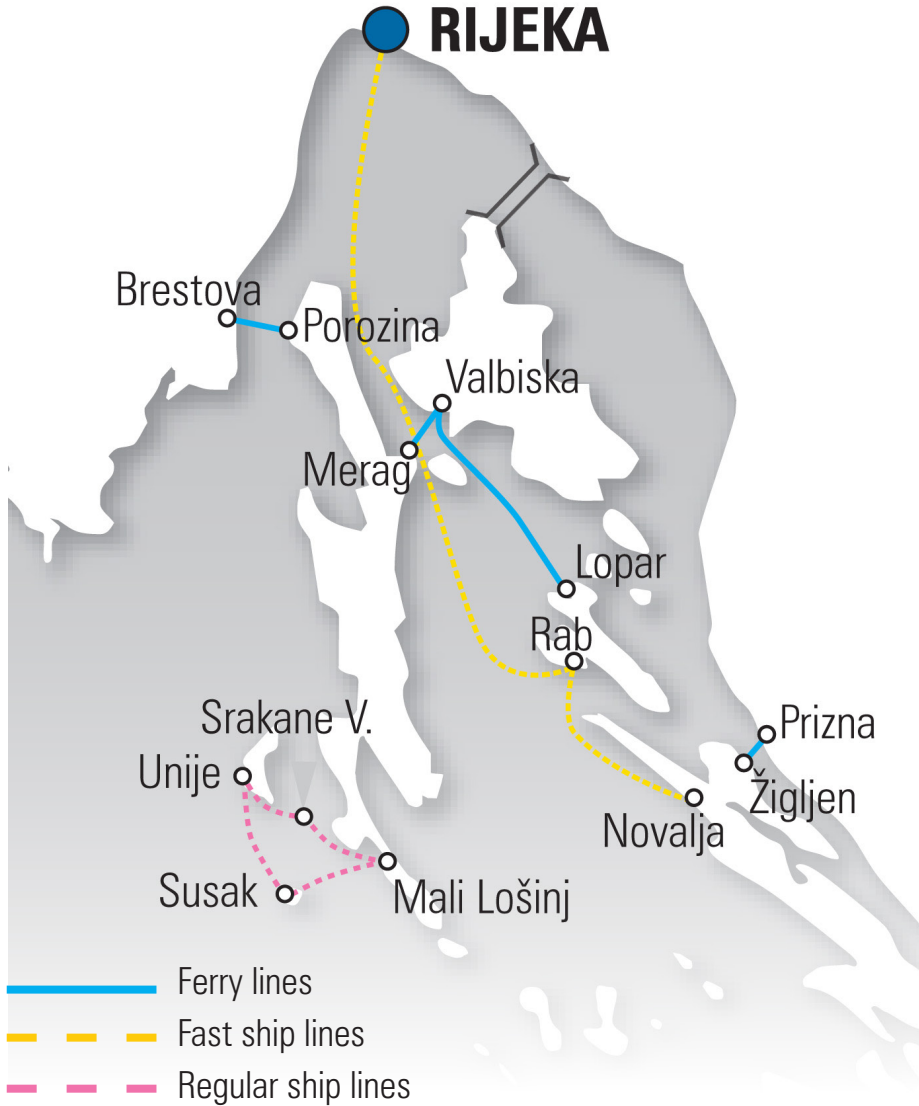 RIJEKA
Brestova
Porozina
Valbiska
Merag
Lopar
Rab
Srakane V.
Prizna
Unije
Žigljen
Novalja
Susak
Mali Lošinj
Ferry lines
Fast ship lines
Regular ship lines